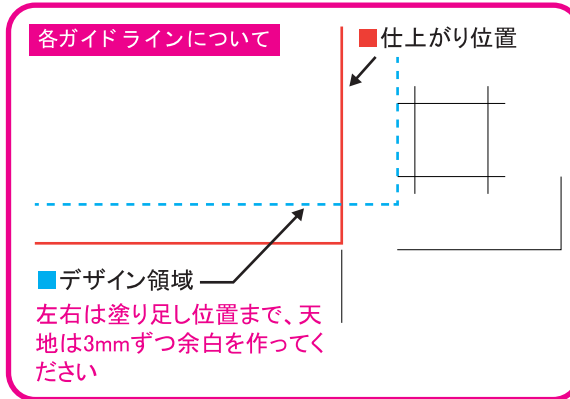 各ガイドラインについて
■仕上がり位置
■デザイン領域
左右は塗り足し位置まで、天
地は3mmずつ余白を作ってく
ださい